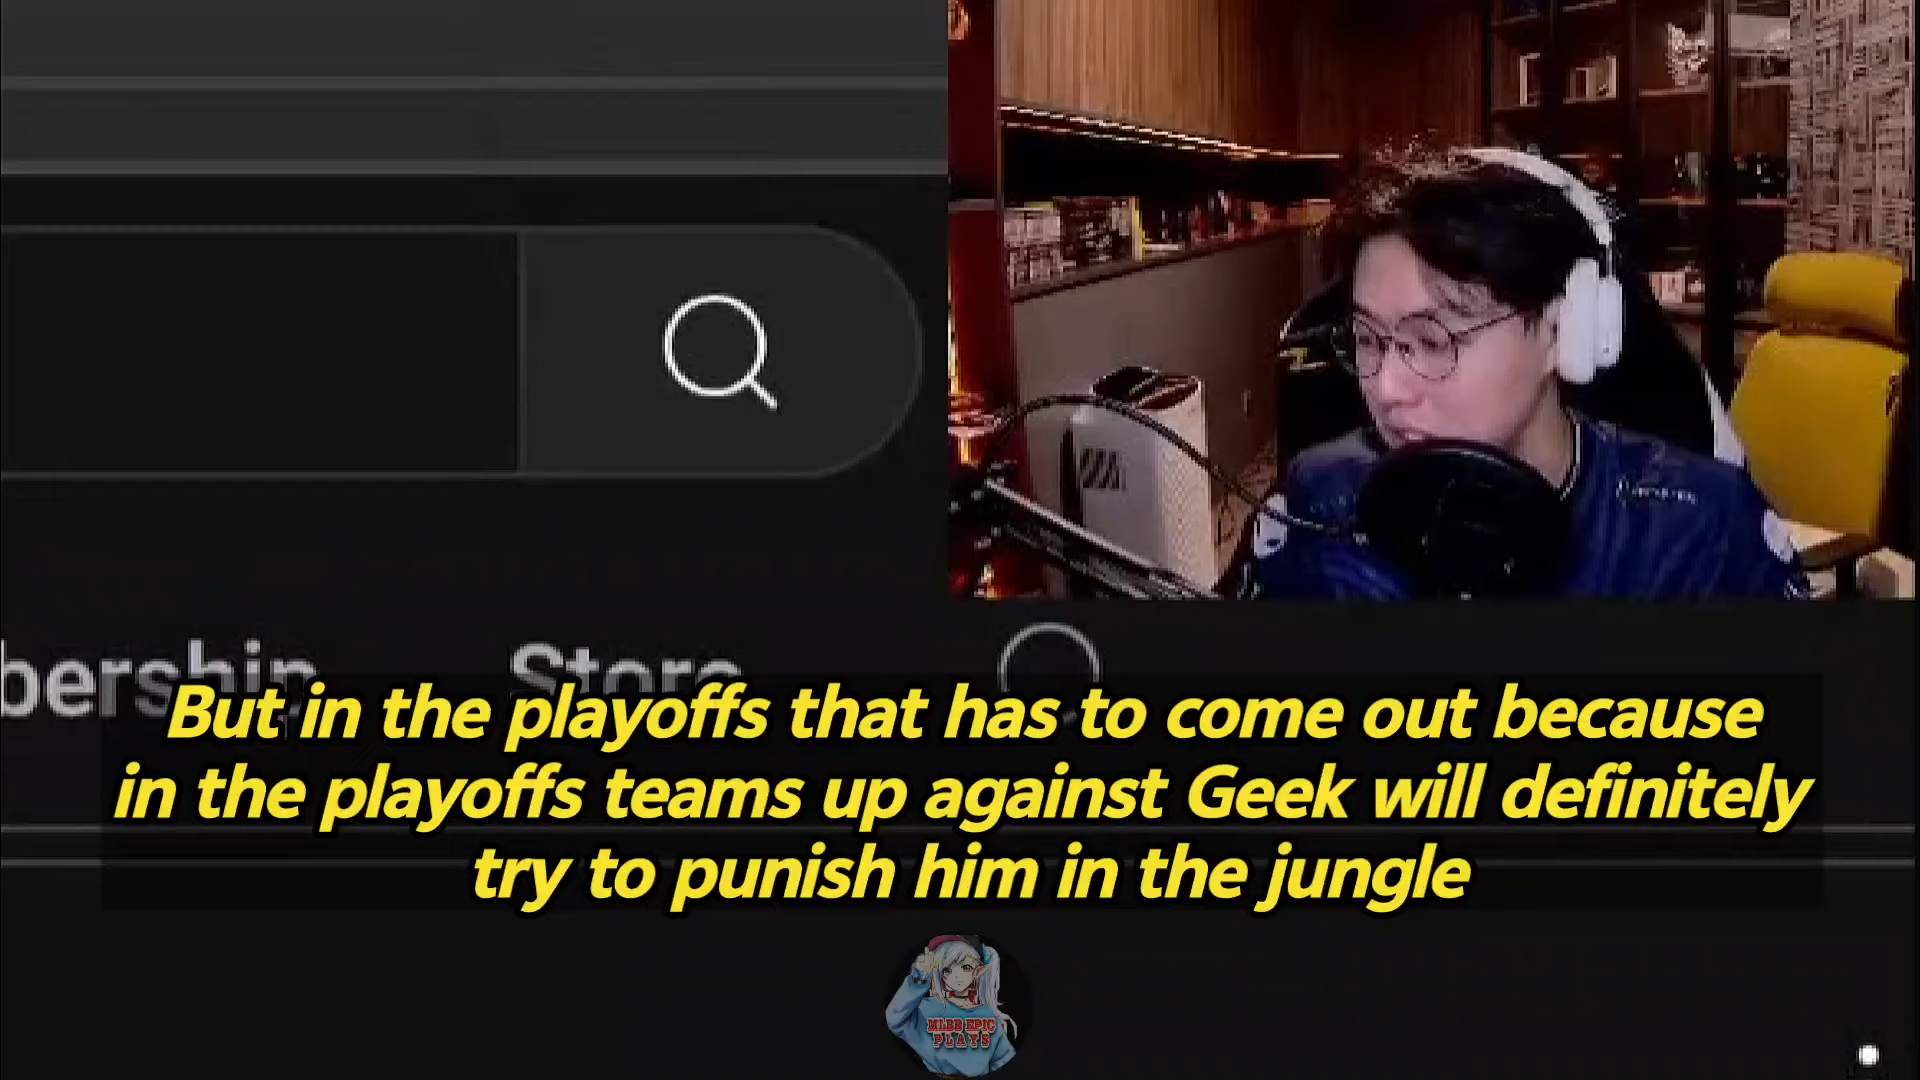 Store
But in the playoffs that has to come out because
in the playoffs teams up against Geek will definitely
try to punish him in the jungle
MLBB EPIC
PLAYS